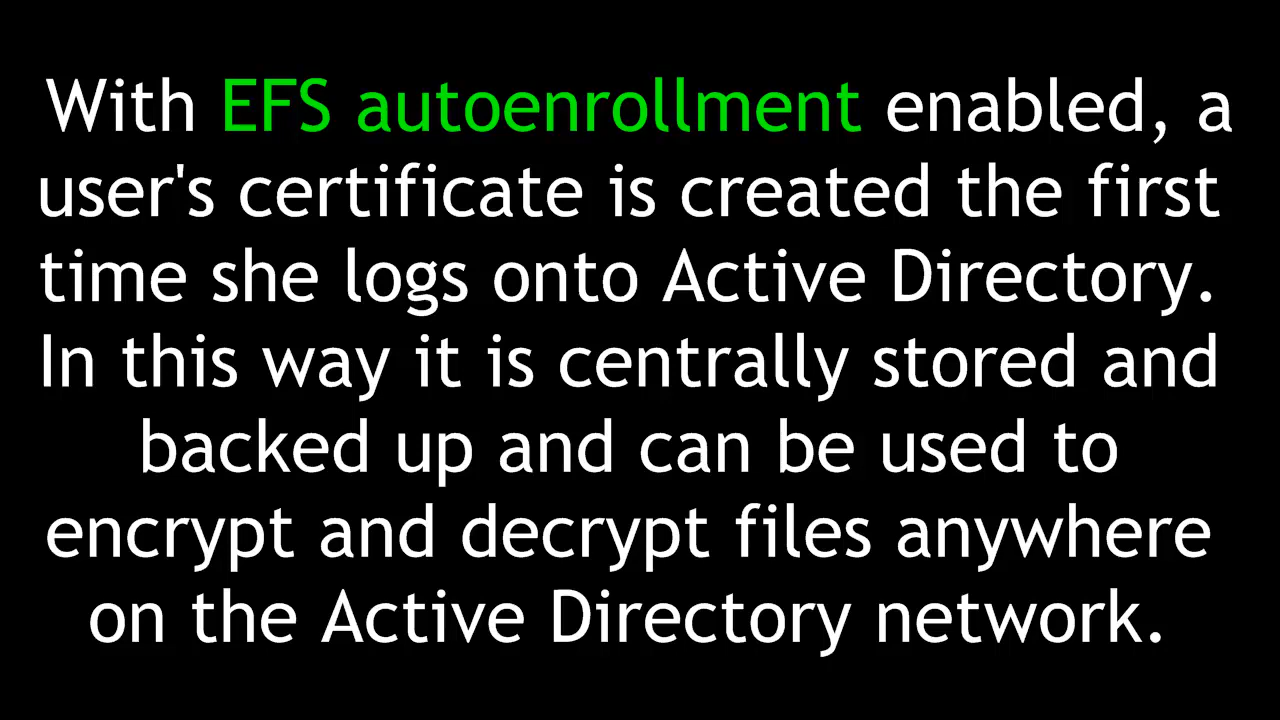 With EFS autoenrollment enabled, a
user's certificate is created the first
time she logs onto Active Directory.
In this way it is centrally stored and
backed up and can be used to
encrypt and decrypt files anywhere
on the Active Directory network.